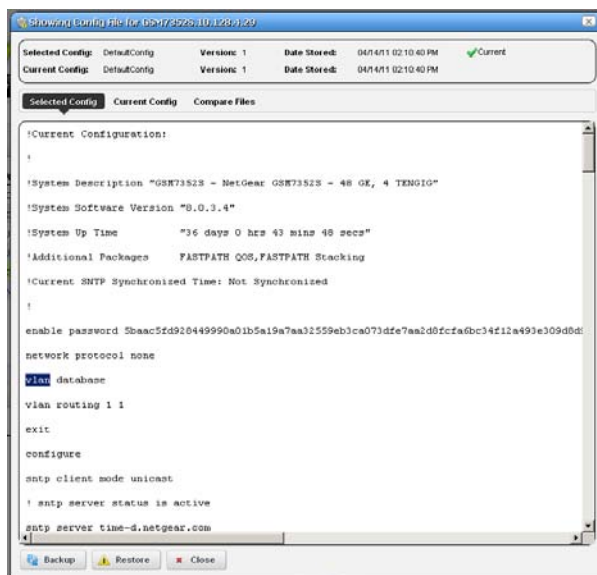 Showing Config File for GSM7352S-10.128.4.29
Selected Config: DefaultConfig Version: 1 Date Stored: 04/14/11 02:10:40 PM Current
Current Config: DefaultConfig Version: 1 Date Stored: 04/14/11 02:10:40 PM
Selected Config Current Config Compare Files
!Current Configuration:
!
!System Description "GSM7352S - NetGear GSM7352S - 48 GE, 4 TENGIG"
!System Software Version "8.0.3.4"
!System Up Time "36 days 0 hrs 43 mins 48 secs"
!Additional Packages FASTPATH QOS,FASTPATH Stacking
!Current SNTP Synchronized Time: Not Synchronized
!
enable password
network protocol none
vlan database
vlan routing 1 1
exit
configure
sntp client mode unicast
! sntp server status is active
sntp server time-d.netgear.com
Backup Restore Close